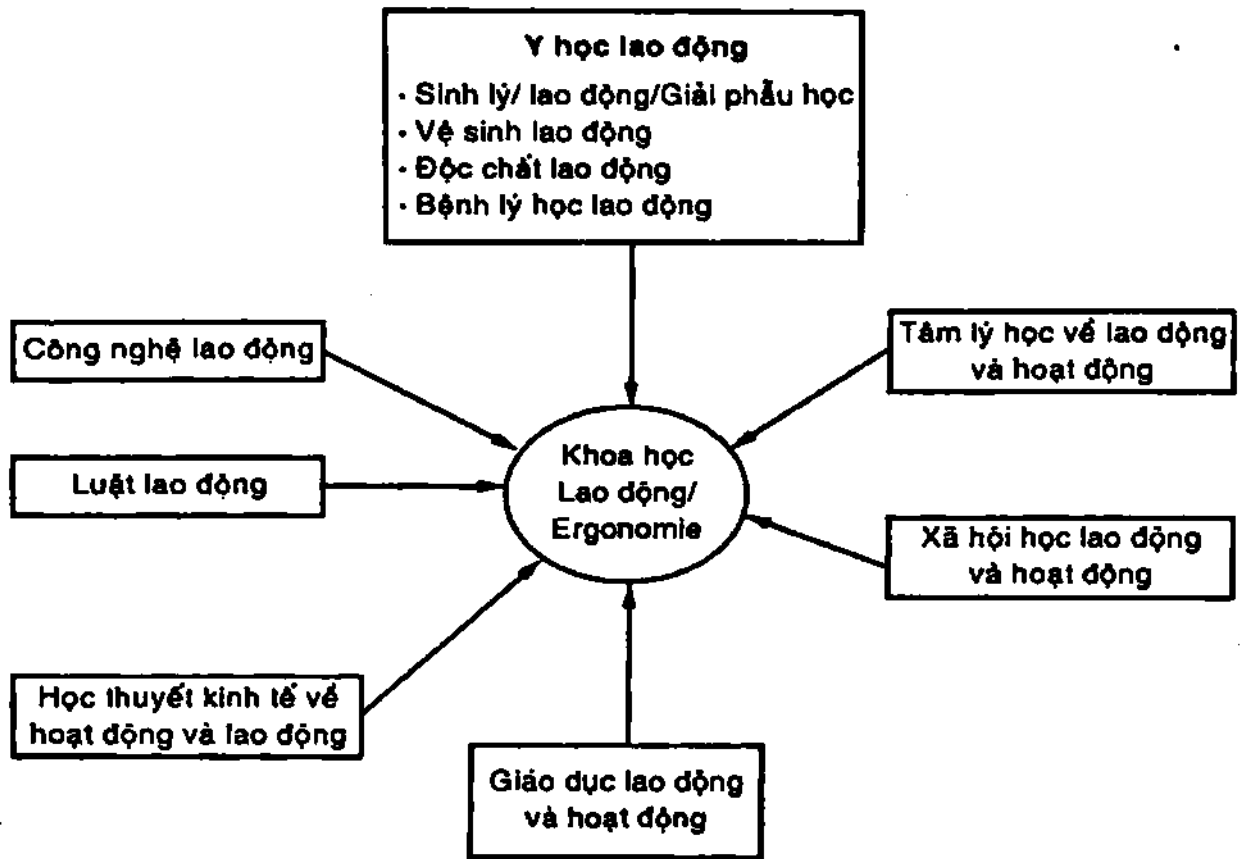 Y học lao động
· Sinh lý/ lao động/Giải phẫu học
· Vệ sinh lao động
· Độc chất lao động
· Bệnh lý học lao động
Công nghệ lao động
Tâm lý học về lao động
và hoạt động
Khoa học
Lao động/
Ergonomie
Luật lao động
Xã hội học lao động
và hoạt động
Học thuyết kinh tế về
hoạt động và lao động
Giáo dục lao động
và hoạt động